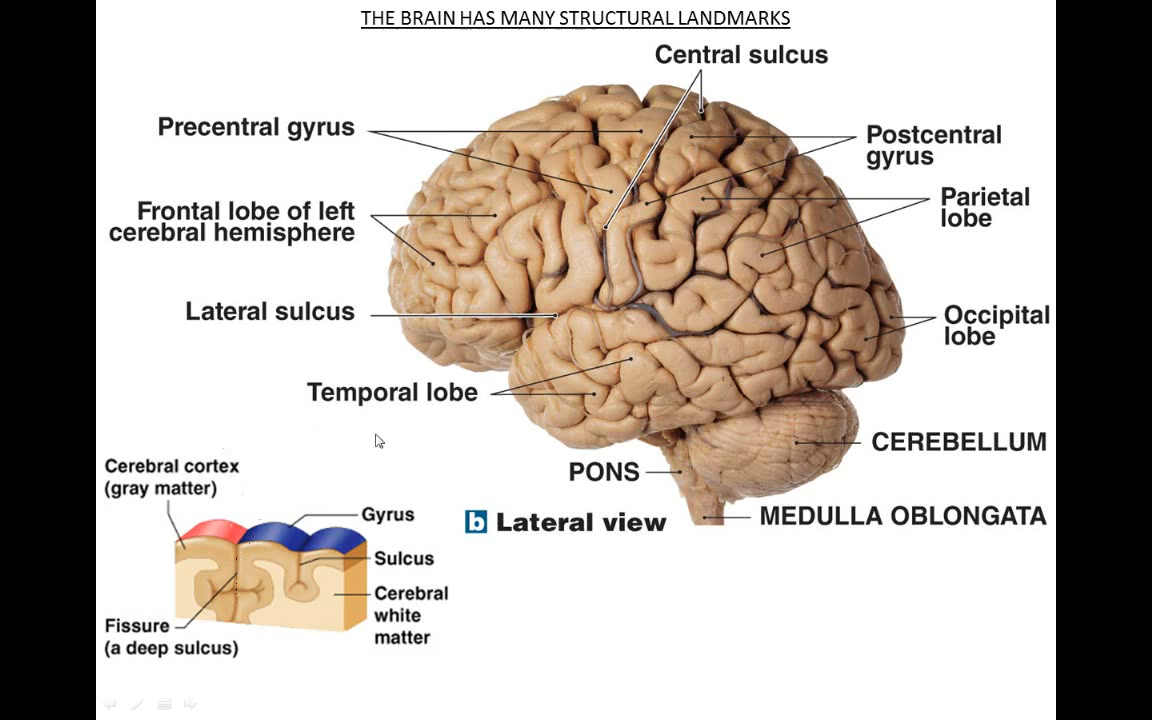 THE BRAIN HAS MANY STRUCTURAL LANDMARKS
Central sulcus
Precentral gyrus
Postcentral
gyrus
Frontal lobe of left
cerebral hemisphere
Parietal
lobe
Lateral sulcus
Occipital
lobe
Temporal lobe
CEREBELLUM
PONS
MEDULLA OBLONGATA
b Lateral view
Cerebral cortex
(gray matter)
Gyrus
Sulcus
Cerebral
white
matter
Fissure
(a deep sulcus)